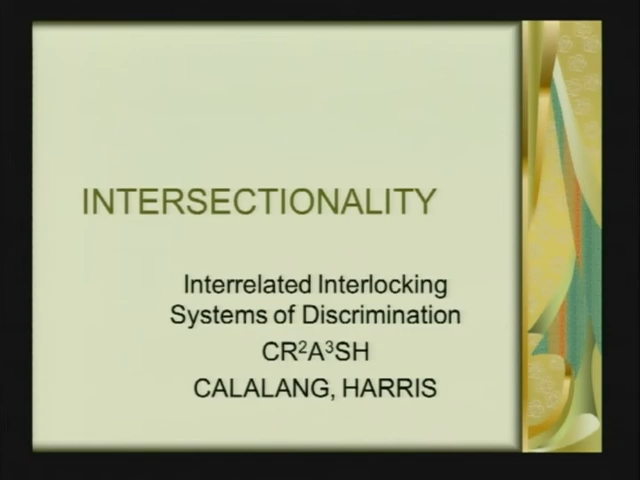 INTERSECTIONALITY
Interrelated Interlocking
Systems of Discrimination
CR²A³SH
CALALANG, HARRIS